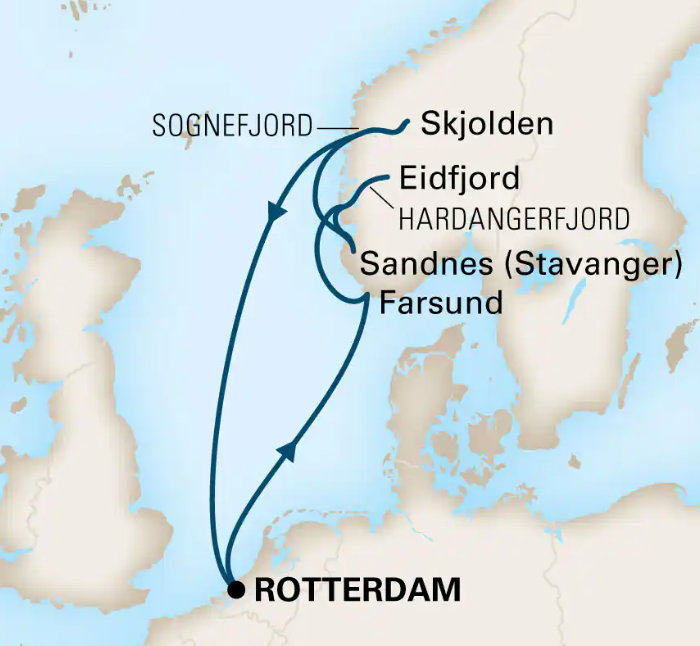 SOGNEFJORD
Skjolden
Eidfjord
HARDANGERFJORD
Sandnes (Stavanger)
Farsund
ROTTERDAM